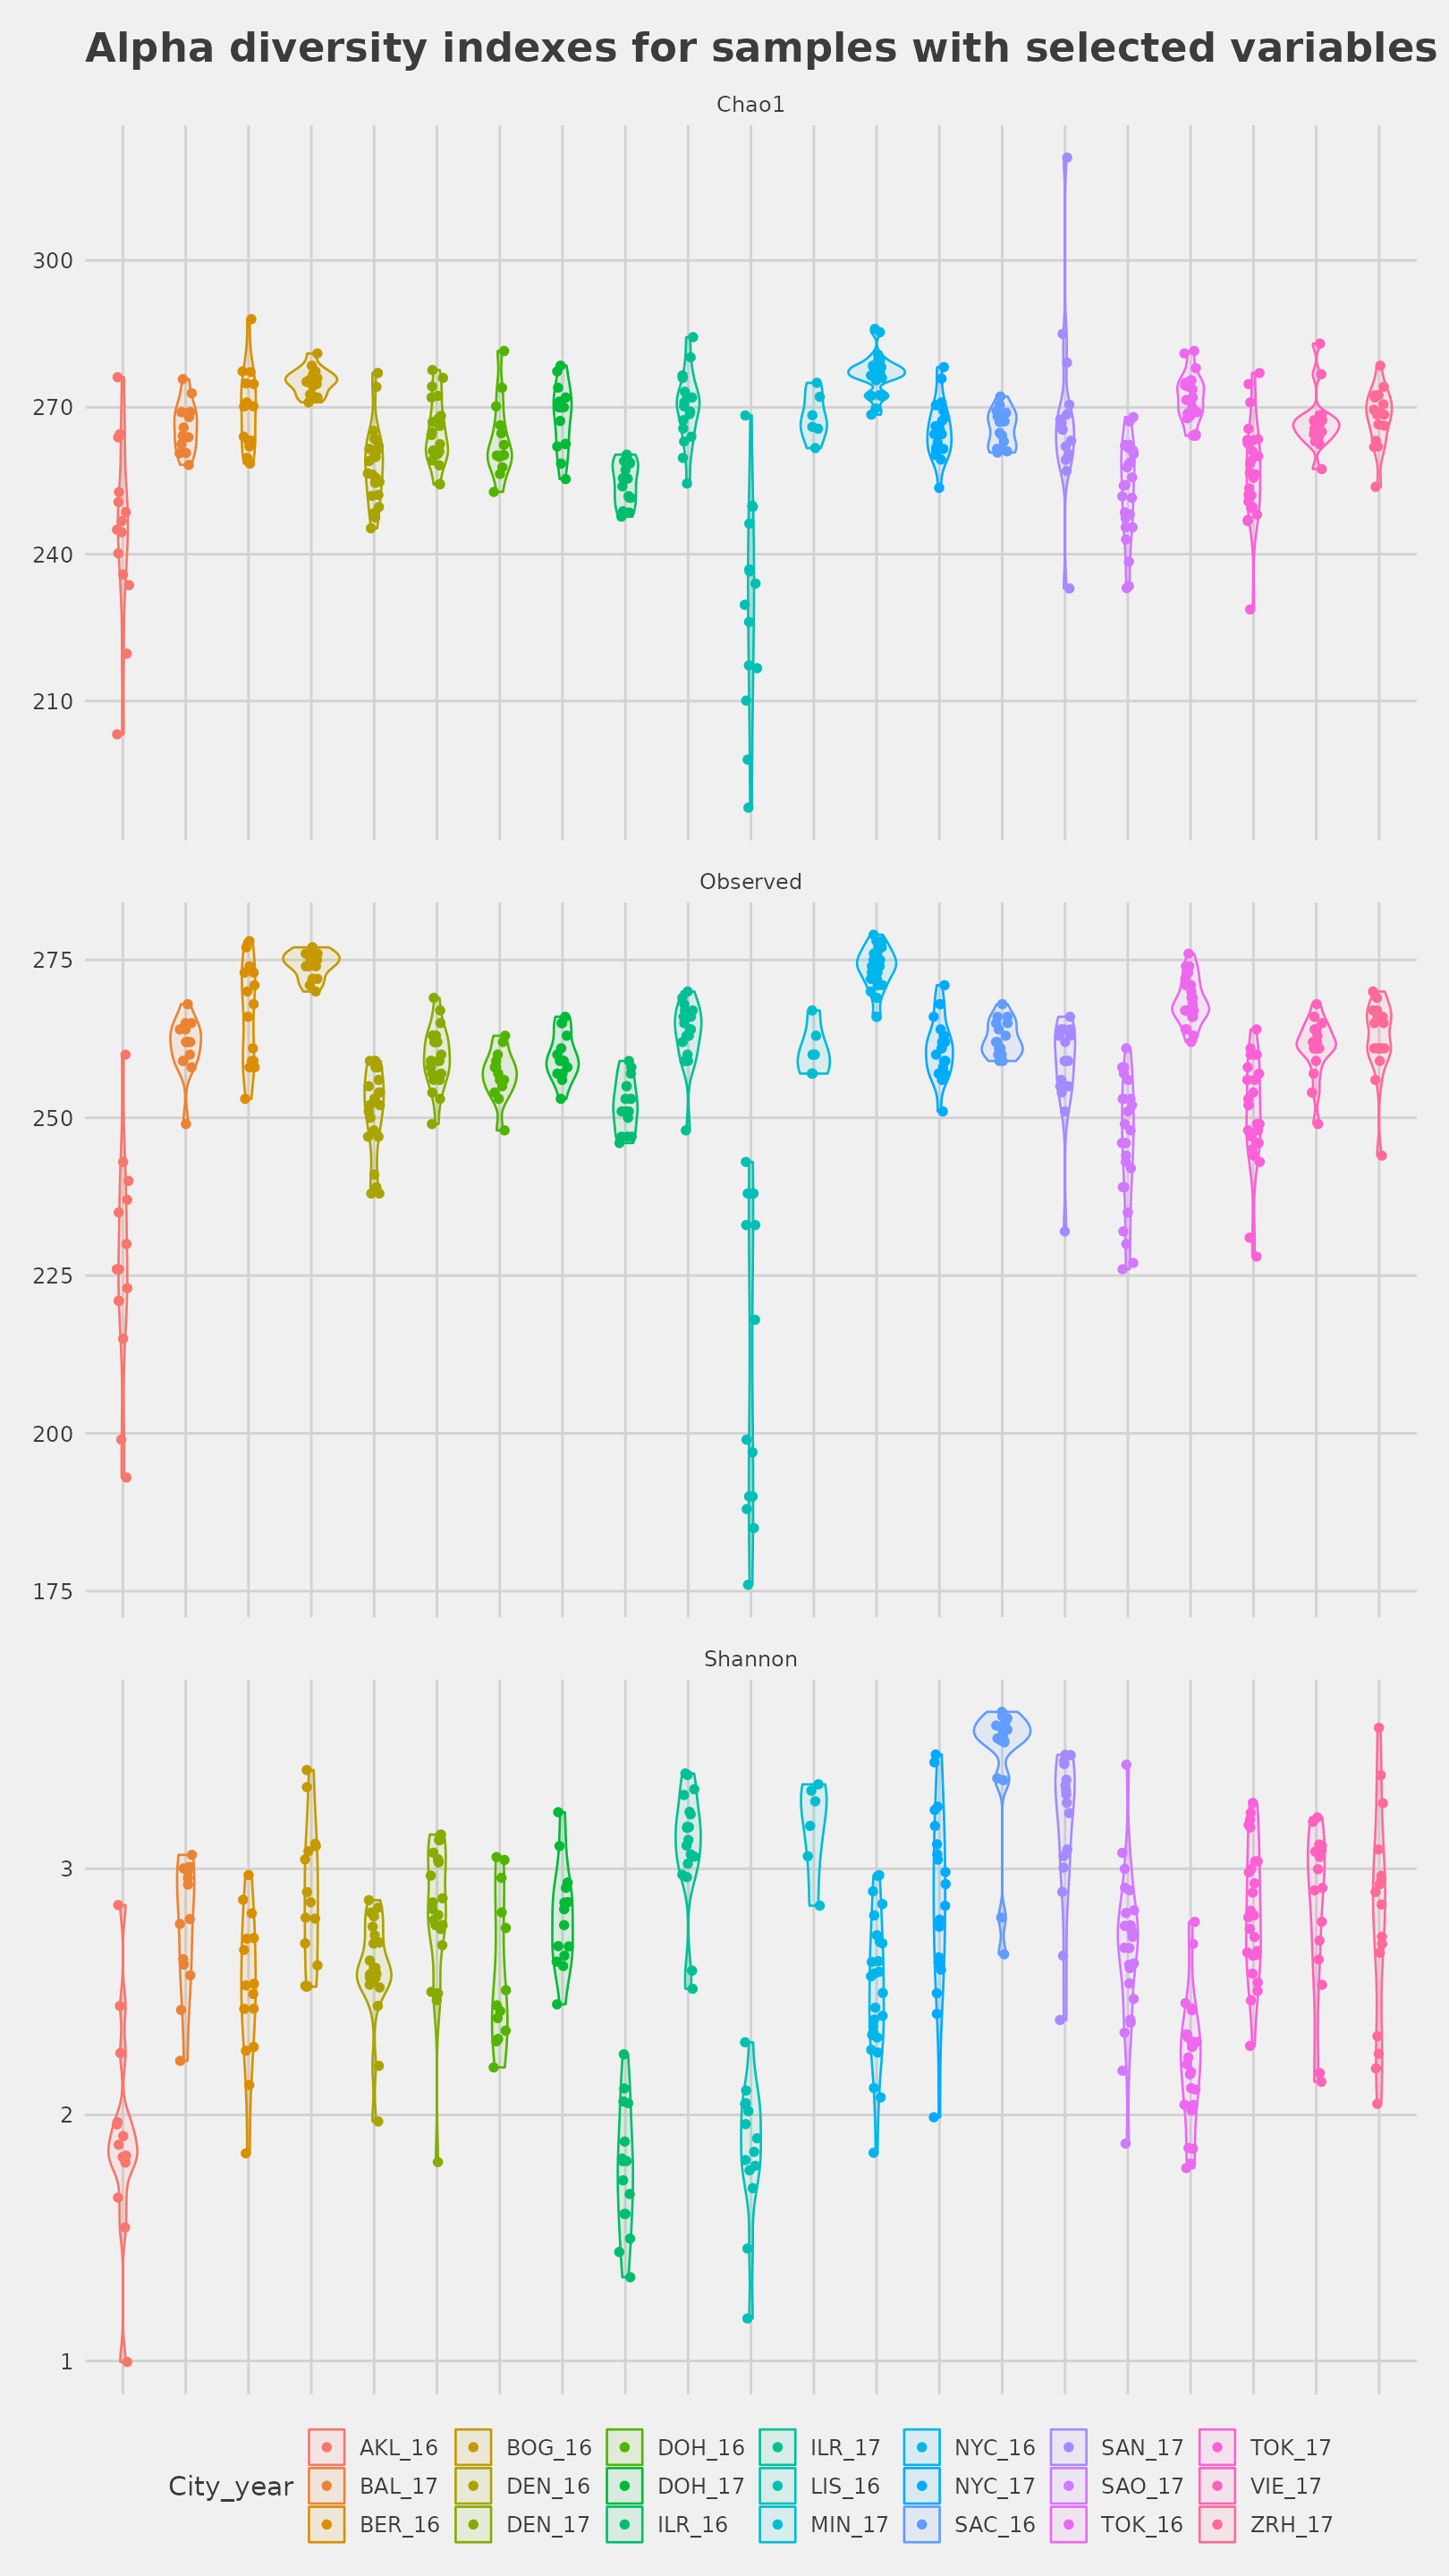 Alpha diversity indexes for samples with selected variables
Chao1
300
270
240
210
Observed
275
250
225
200
175
Shannon
3
2
1
AKL_16 BOG_16 DOH_16 ILR_17 NYC_16 SAN_17 TOK_17
City_year BAL_17 DEN_16 DOH_17 LIS_16 NYC_17 SAO_17 VIE_17
BER_16 DEN_17 ILR_16 MIN_17 SAC_16 TOK_16 ZRH_17